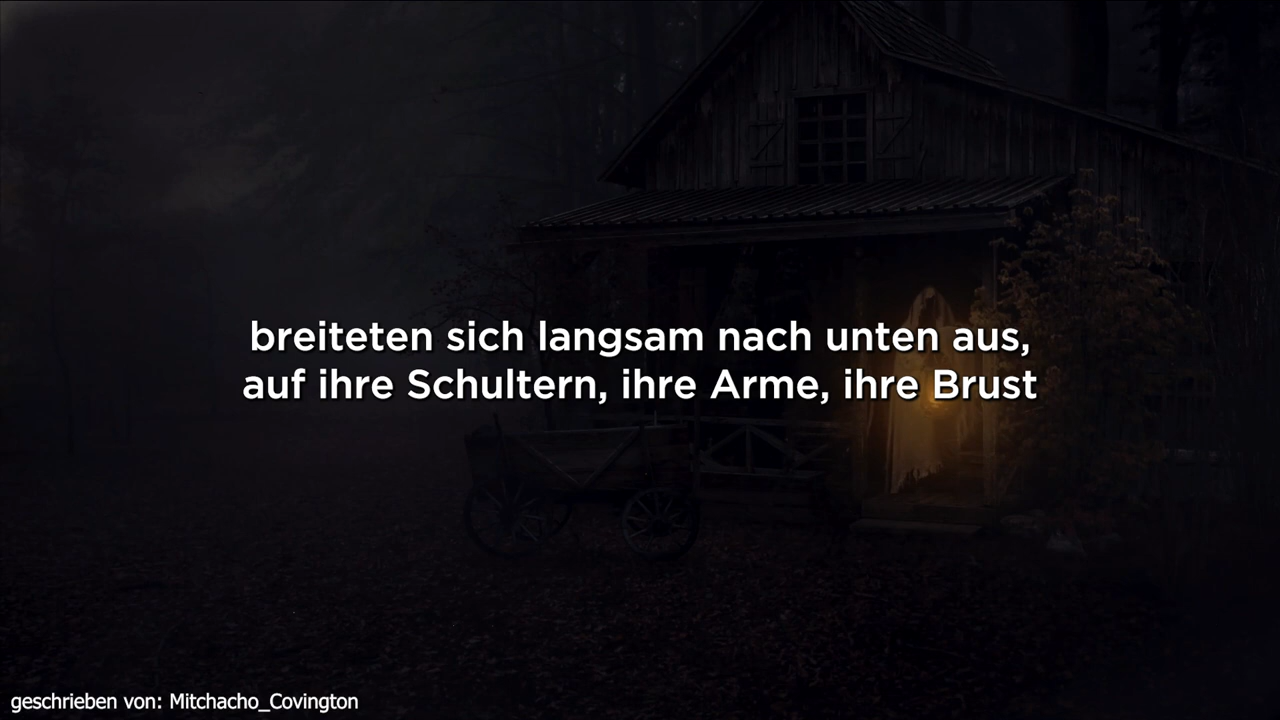 breiteten sich langsam nach unten aus,
auf ihre Schultern, ihre Arme, ihre Brust
geschrieben von: Mitchacho_Covington